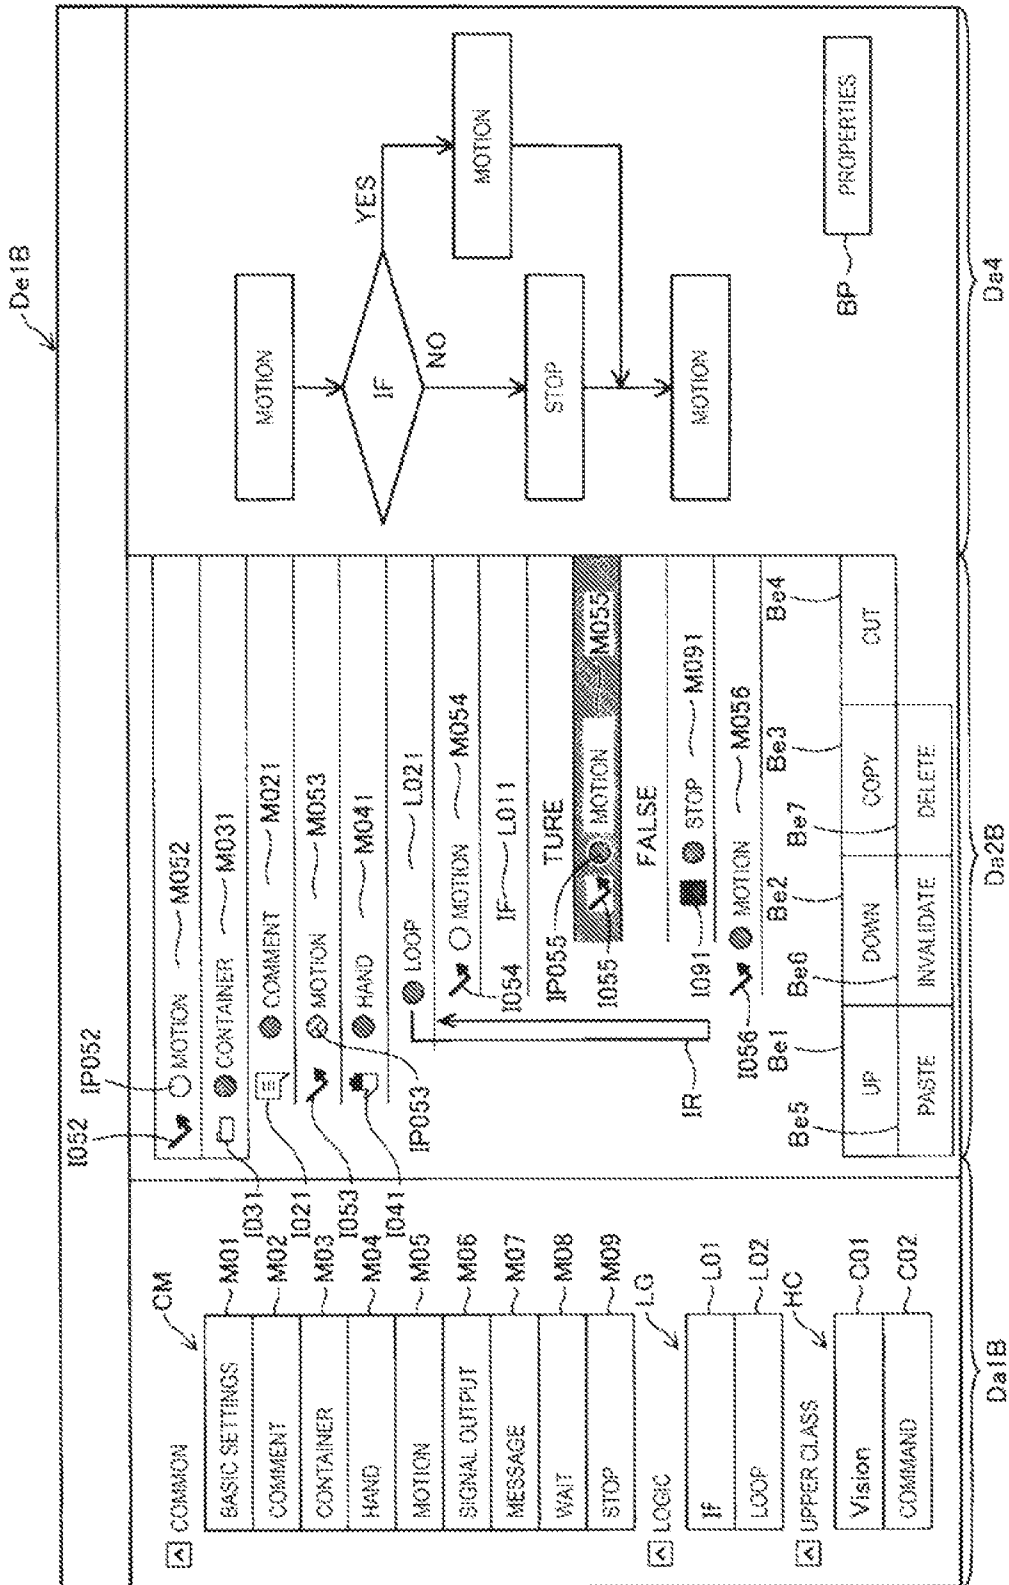 De1B
CM
COMMON
BASIC SETTINGS
M01
COMMENT
M02
CONTAINER
M03
HAND
M04
MOTION
M05
SIGNAL OUTPUT
M06
MESSAGE
M07
WAIT
M08
STOP
M09
LG
LOGIC
If
L01
LOOP
L02
HC
UPPER CLASS
Vision
C01
COMMAND
C02
Da1B
I052
IP052
MOTION
M052
CONTAINER
M031
I031
COMMENT
M021
I021
MOTION
M053
I053
IP053
HAND
M041
I041
LOOP
L021
MOTION
M054
I054
IF
L011
TURE
IP055
MOTION
M055
I055
FALSE
STOP
M091
I091
MOTION
M056
I056
IR
Be5
Be1
Be6
Be2
Be7
Be3
Be4
UP
DOWN
COPY
CUT
PASTE
INVALIDATE
DELETE
Da2B
MOTION
IF
YES
NO
MOTION
STOP
MOTION
BP
PROPERTIES
Da4